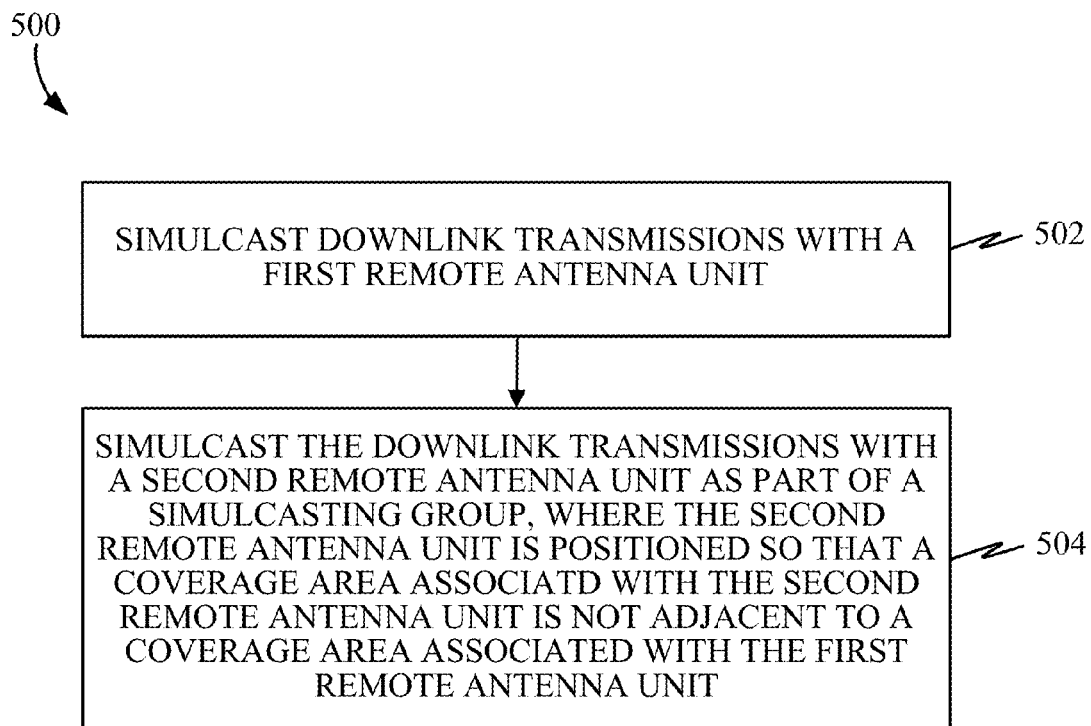 500
SIMULCAST DOWNLINK TRANSMISSIONS WITH A
FIRST REMOTE ANTENNA UNIT
502
SIMULCAST THE DOWNLINK TRANSMISSIONS WITH
A SECOND REMOTE ANTENNA UNIT AS PART OF A
SIMULCASTING GROUP, WHERE THE SECOND
REMOTE ANTENNA UNIT IS POSITIONED SO THAT A
COVERAGE AREA ASSOCIATD WITH THE SECOND
REMOTE ANTENNA UNIT IS NOT ADJACENT TO A
COVERAGE AREA ASSOCIATED WITH THE FIRST
REMOTE ANTENNA UNIT
504